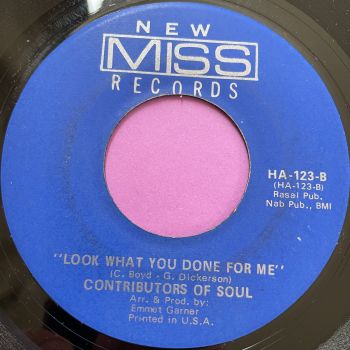 NEW
MISS
RECORDS
HA-123-B
(HA-123-B)
Rasai Pub.
Nab Pub., BMI
"LOOK WHAT YOU DONE FOR ME"
(C. Boyd - G. Dickerson)
CONTRIBUTORS OF SOUL
Arr. & Prod. by:
Emmet Garner
Printed in U.S.A.